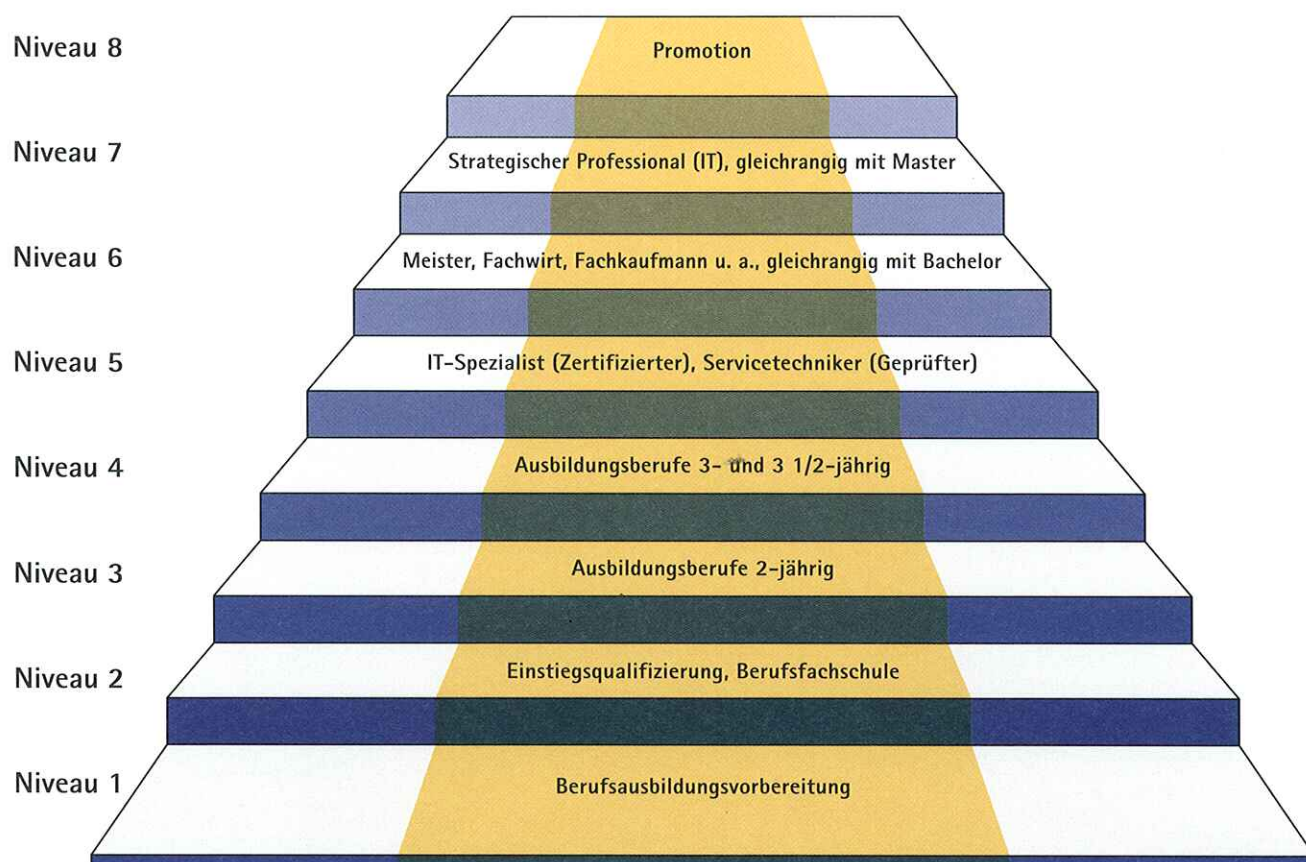 Niveau 8
Promotion
Niveau 7
Strategischer Professional (IT), gleichrangig mit Master
Niveau 6
Meister, Fachwirt, Fachkaufmann u. a., gleichrangig mit Bachelor
Niveau 5
IT-Spezialist (Zertifizierter), Servicetechniker (Geprüfter)
Niveau 4
Ausbildungsberufe 3- und 3 1/2-jährig
Niveau 3
Ausbildungsberufe 2-jährig
Niveau 2
Einstiegsqualifizierung, Berufsfachschule
Niveau 1
Berufsausbildungsvorbereitung